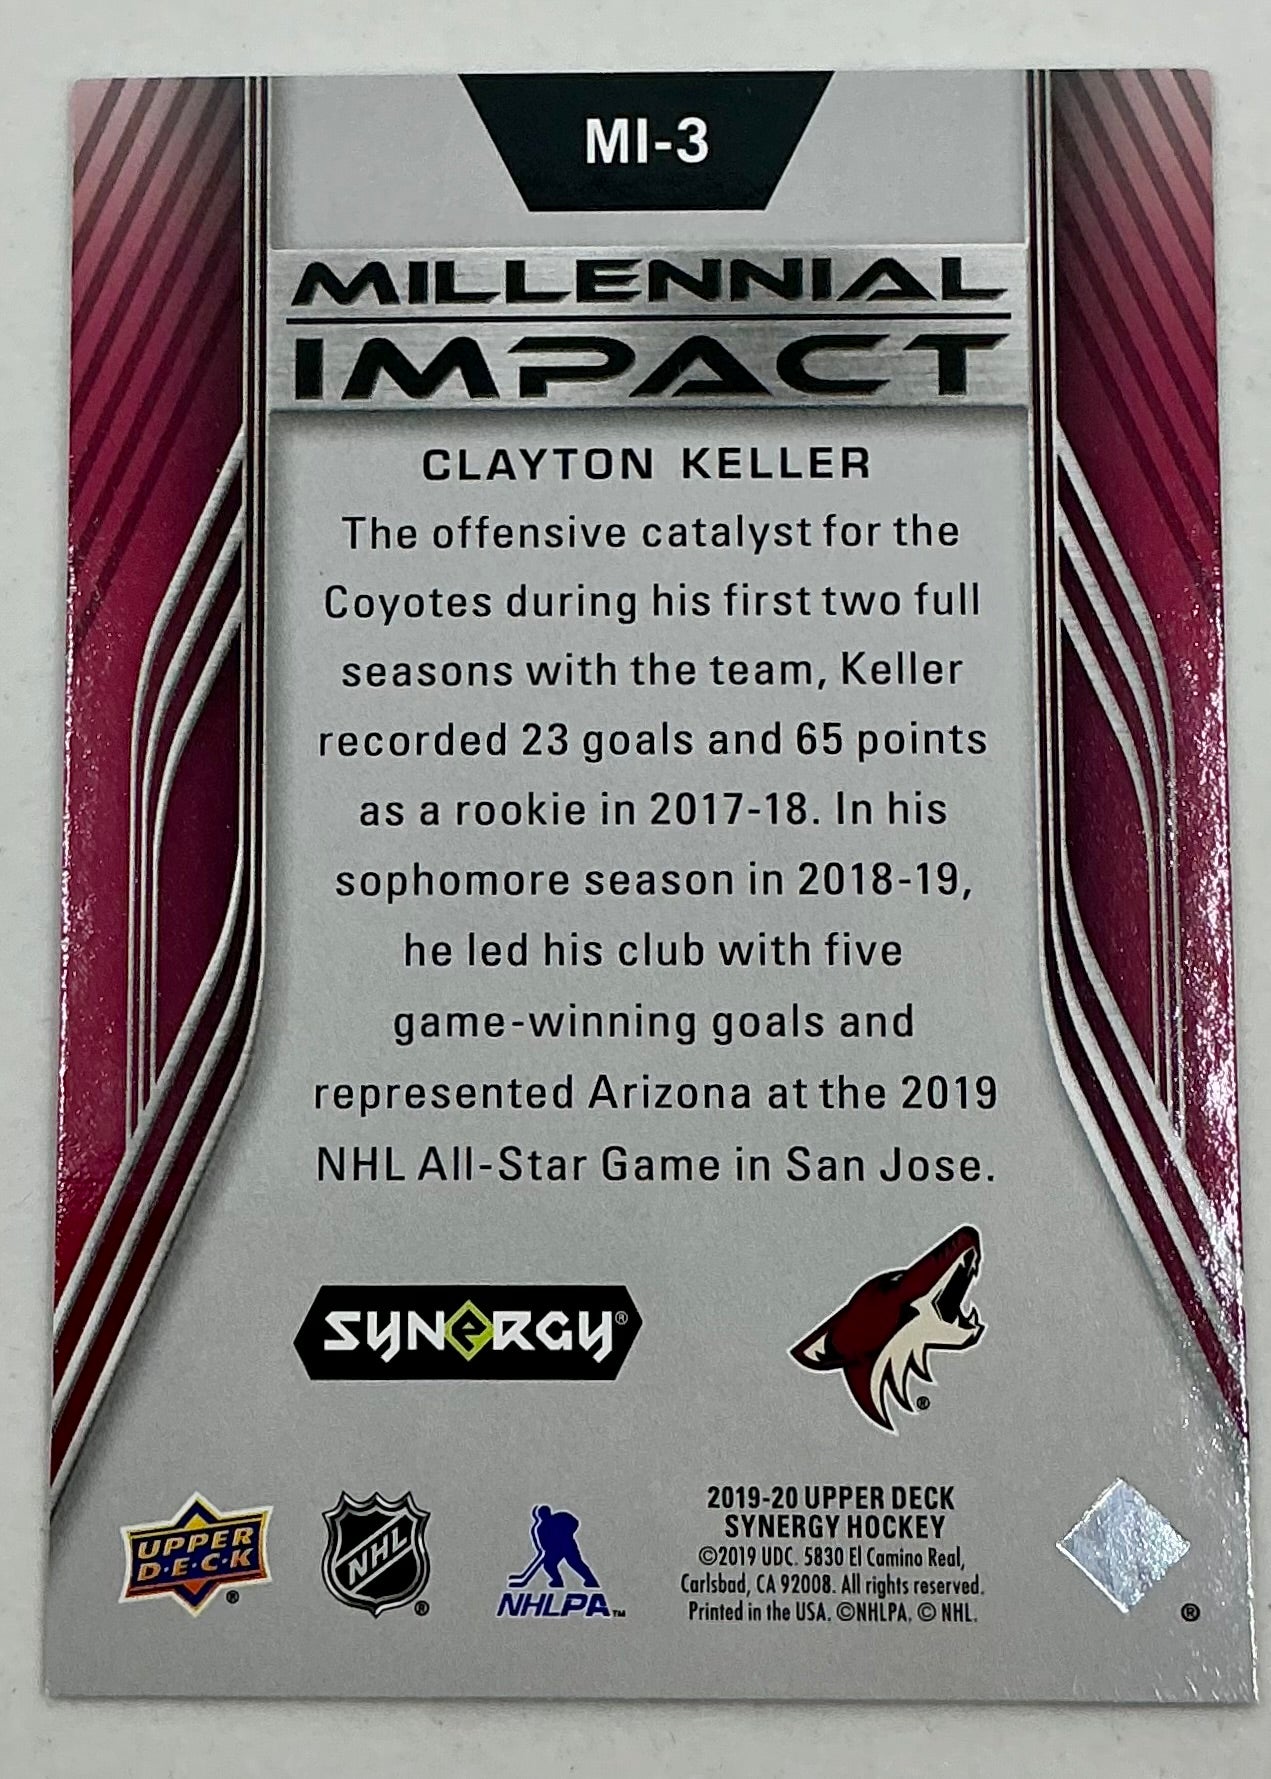 MI-3
MILLENNIAL
IMPACT
CLAYTON KELLER
The offensive catalyst for the
Coyotes during his first two full
seasons with the team, Keller
recorded 23 goals and 65 points
as a rookie in 2017-18. In his
sophomore season in 2018-19,
he led his club with five
game-winning goals and
represented Arizona at the 2019
NHL All-Star Game in San Jose.
SYNERGY®
®
UPPER
D·E·C·K
®
NHL
®
NHLPA™
2019-20 UPPER DECK
SYNERGY HOCKEY
©2019 UDC. 5830 El Camino Real,
Carlsbad, CA 92008. All rights reserved.
Printed in the USA. ©NHLPA. © NHL.
®